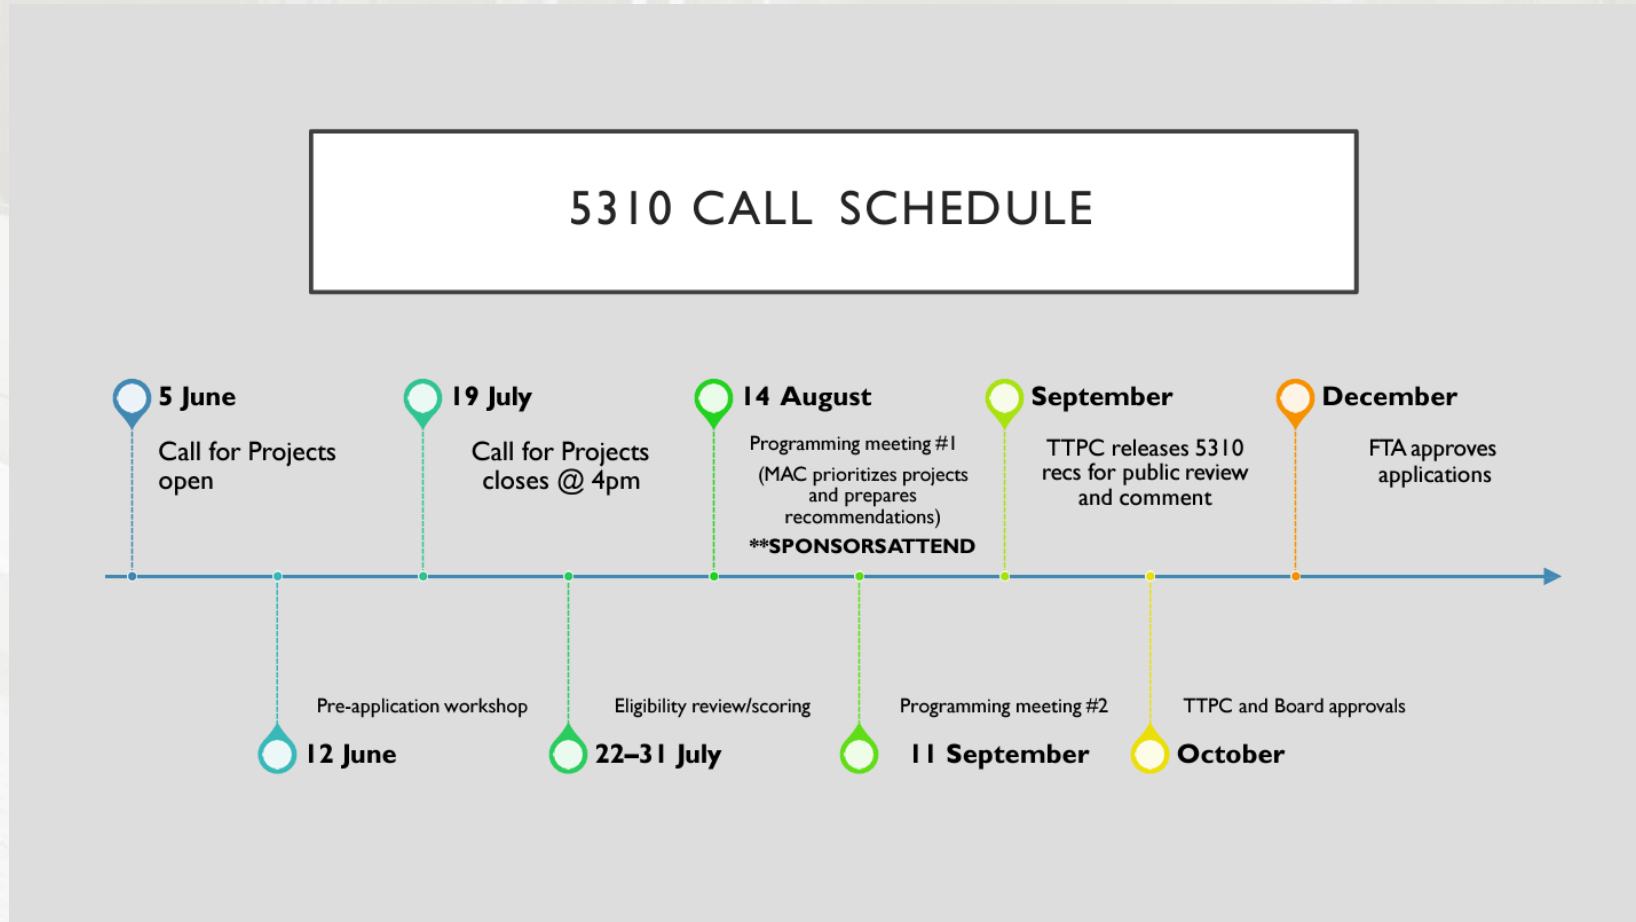 5310 CALL SCHEDULE
5 June
Call for Projects
open
19 July
Call for Projects
closes @ 4pm
14 August
Programming meeting #1
(MAC prioritizes projects
and prepares
recommendations)
**SPONSORSATTEND
September
TTPC releases 5310
recs for public review
and comment
December
FTA approves
applications
Pre-application workshop
12 June
Eligibility review/scoring
22–31 July
Programming meeting #2
11 September
TTPC and Board approvals
October